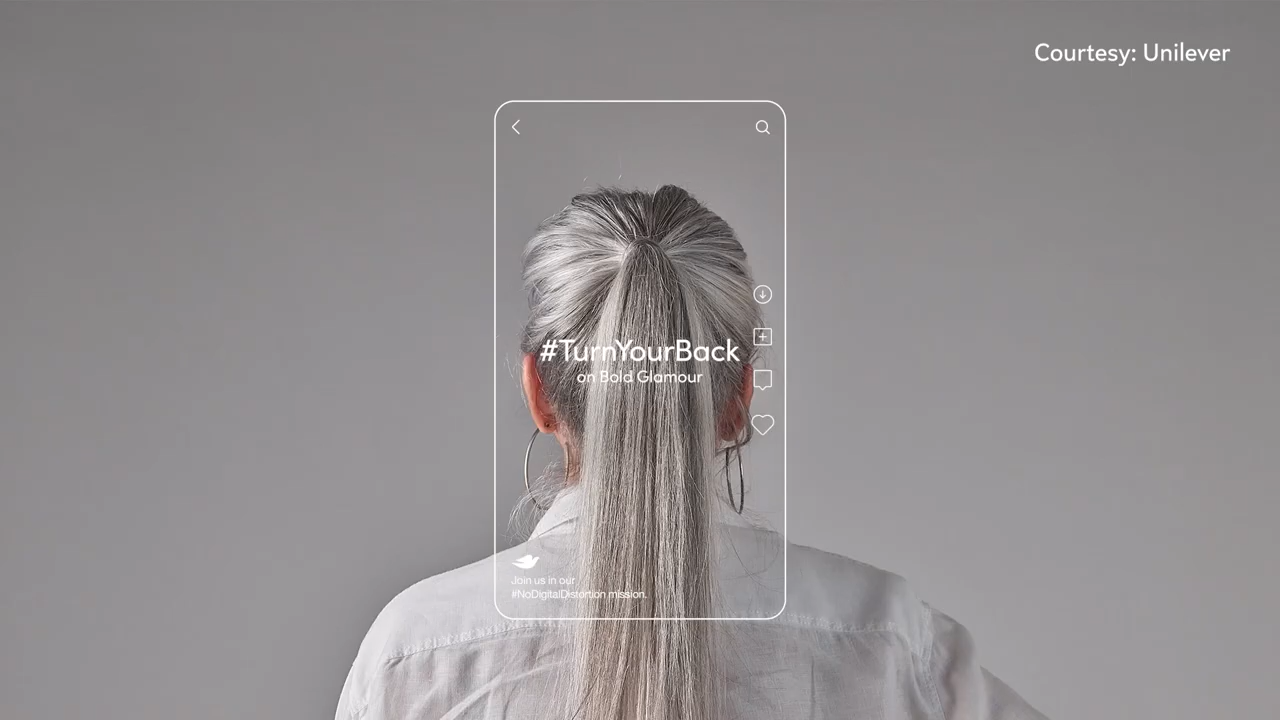 Courtesy: Unilever
#TurnYourBack
on Bold Glamour
Join us in our
#NoDigitalDistortion mission.